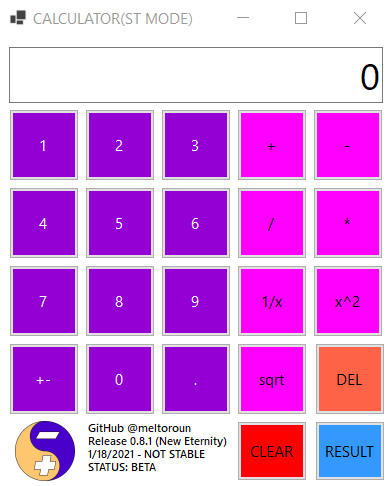 CALCULATOR(ST MODE)
0
1 2 3 + -
4 5 6 / *
7 8 9 1/x x^2
+- 0 . sqrt DEL
GitHub @meltoroun
Release 0.8.1 (New Eternity)
1/18/2021 - NOT STABLE
STATUS: BETA
CLEAR RESULT